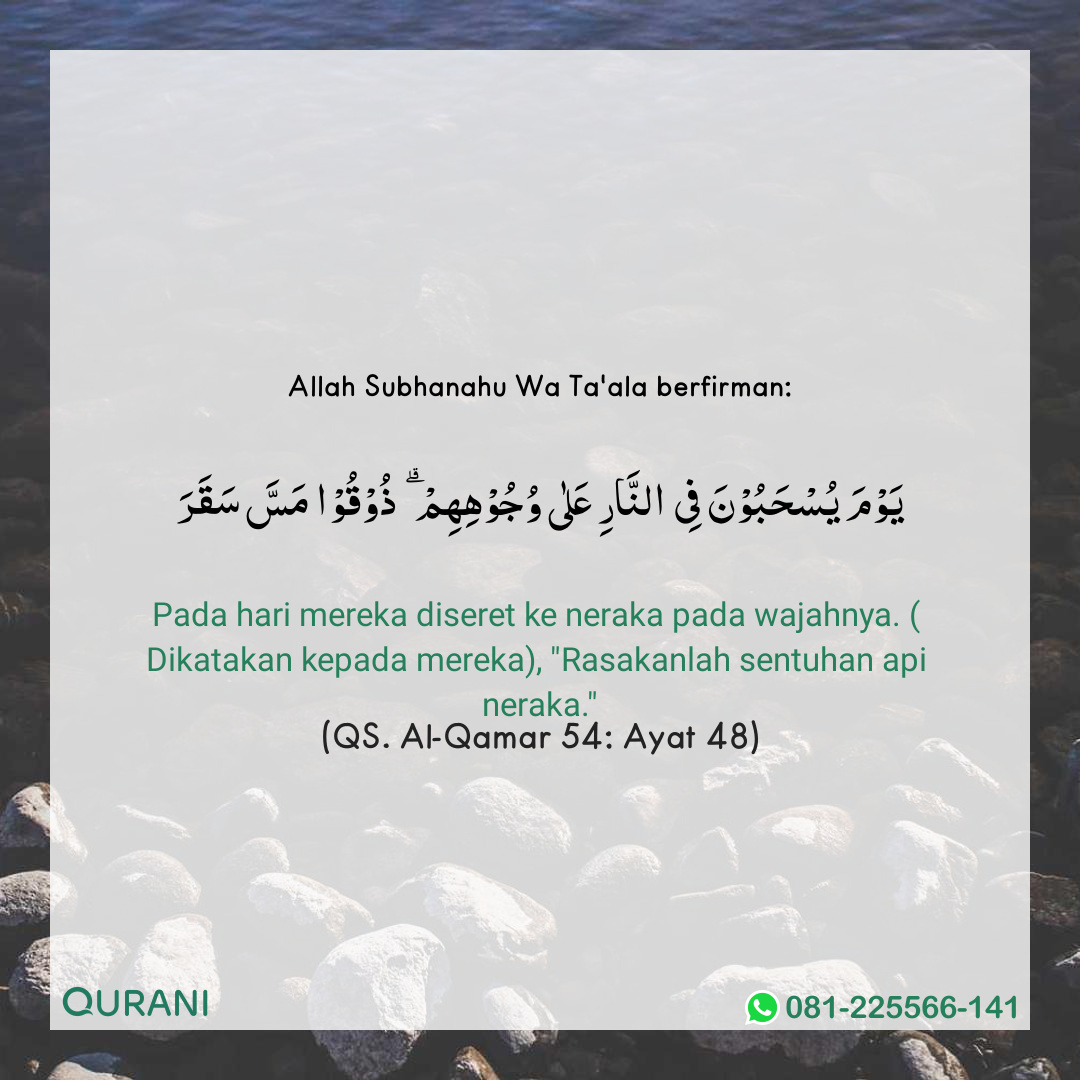 Allah Subhanahu Wa Ta'ala berfirman:
يَوْمَ يُسْحَبُوْنَ فِى النَّارِ عَلٰى وُجُوْهِهِمْ ۗ ذُوْقُوْا مَسَّ سَقَرَ
Pada hari mereka diseret ke neraka pada wajahnya. (
Dikatakan kepada mereka), "Rasakanlah sentuhan api
neraka."
(QS. Al-Qamar 54: Ayat 48)
QURANI
081-225566-141